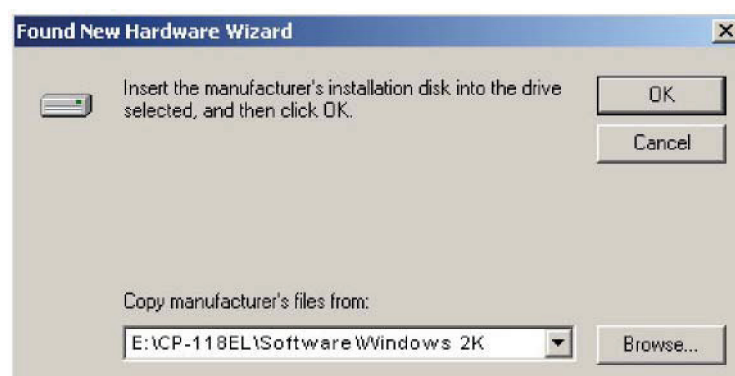 Found New Hardware Wizard
Insert the manufacturer's installation disk into the drive
selected, and then click OK.
OK
Cancel
Copy manufacturer's files from:
E:\CP-118EL\Software\Windows 2K
Browse...